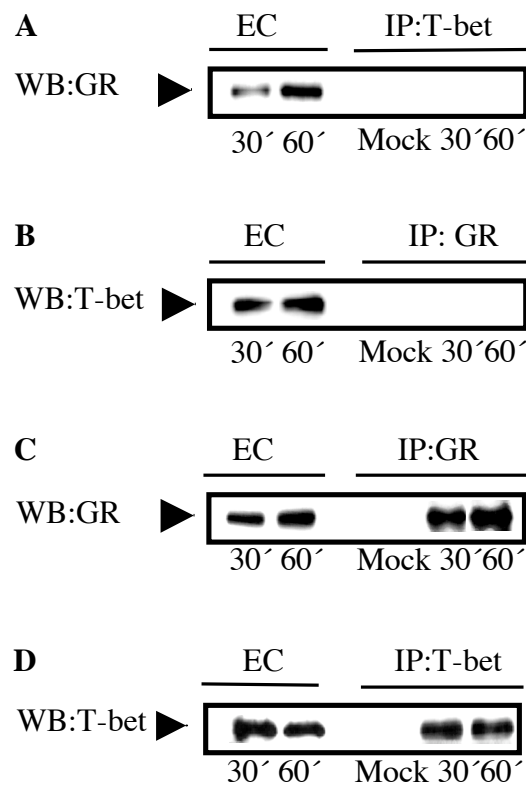 A EC IP:T-bet
WB:GR
30´ 60´ Mock 30´60´
B EC IP: GR
WB:T-bet
30´ 60´ Mock 30´60´
C EC IP:GR
WB:GR
30´ 60´ Mock 30´60´
D EC IP:T-bet
WB:T-bet
30´ 60´ Mock 30´60´